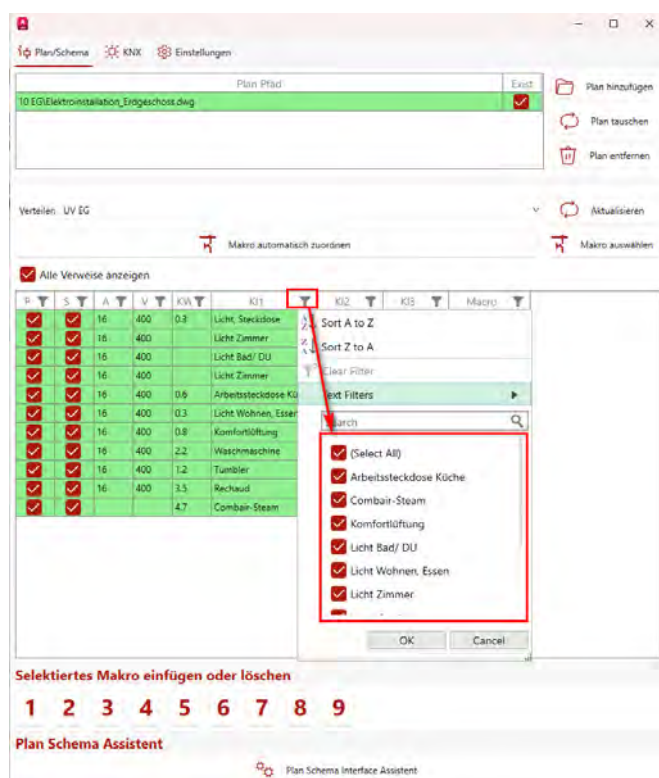 Plan/Schema KNX Einstellungen
Plan Pfad Exist
Plan hinzufügen
10 EG\Elektroinstallation_Erdgeschoss.dwg
Plan tauschen
Plan entfernen
Verteilen UV EG
Aktualisieren
Makro automatisch zuordnen
Makro auswählen
Alle Verweise anzeigen
P S A V KW Kl1 Kl2 Kl3 Macro
16 400 0.3 Licht, Steckdose
16 400 Licht Zimmer
16 400 Licht Bad/ DU
16 400 Licht Zimmer
16 400 0.6 Arbeitssteckdose Kü
16 400 0.3 Licht Wohnen, Essen
16 400 0.8 Komfortlüftung
16 400 2.2 Waschmaschine
16 400 1.2 Tumbler
16 400 3.5 Rechaud
4.7 Combair-Steam
Sort A to Z
Sort Z to A
Clear Filter
Text Filters
Search
(Select All)
Arbeitssteckdose Küche
Combair-Steam
Komfortlüftung
Licht Bad/ DU
Licht Wohnen, Essen
Licht Zimmer
OK Cancel
Selektiertes Makro einfügen oder löschen
1 2 3 4 5 6 7 8 9
Plan Schema Assistent
Plan Schema Interface Assistent